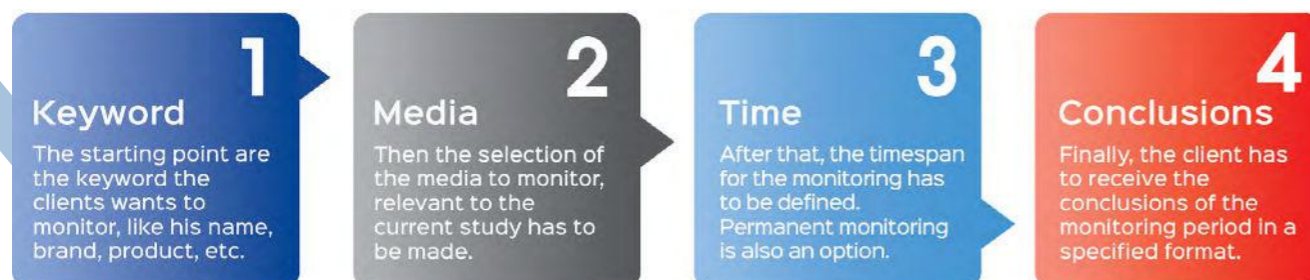 1
Keyword
The starting point are
the keyword the
clients wants to
monitor, like his name,
brand, product, etc.
2
Media
Then the selection of
the media to monitor,
relevant to the
current study has to
be made.
3
Time
After that, the timespan
for the monitoring has
to be defined.
Permanent monitoring
is also an option.
4
Conclusions
Finally, the client has
to receive the
conclusions of the
monitoring period in a
specified format.